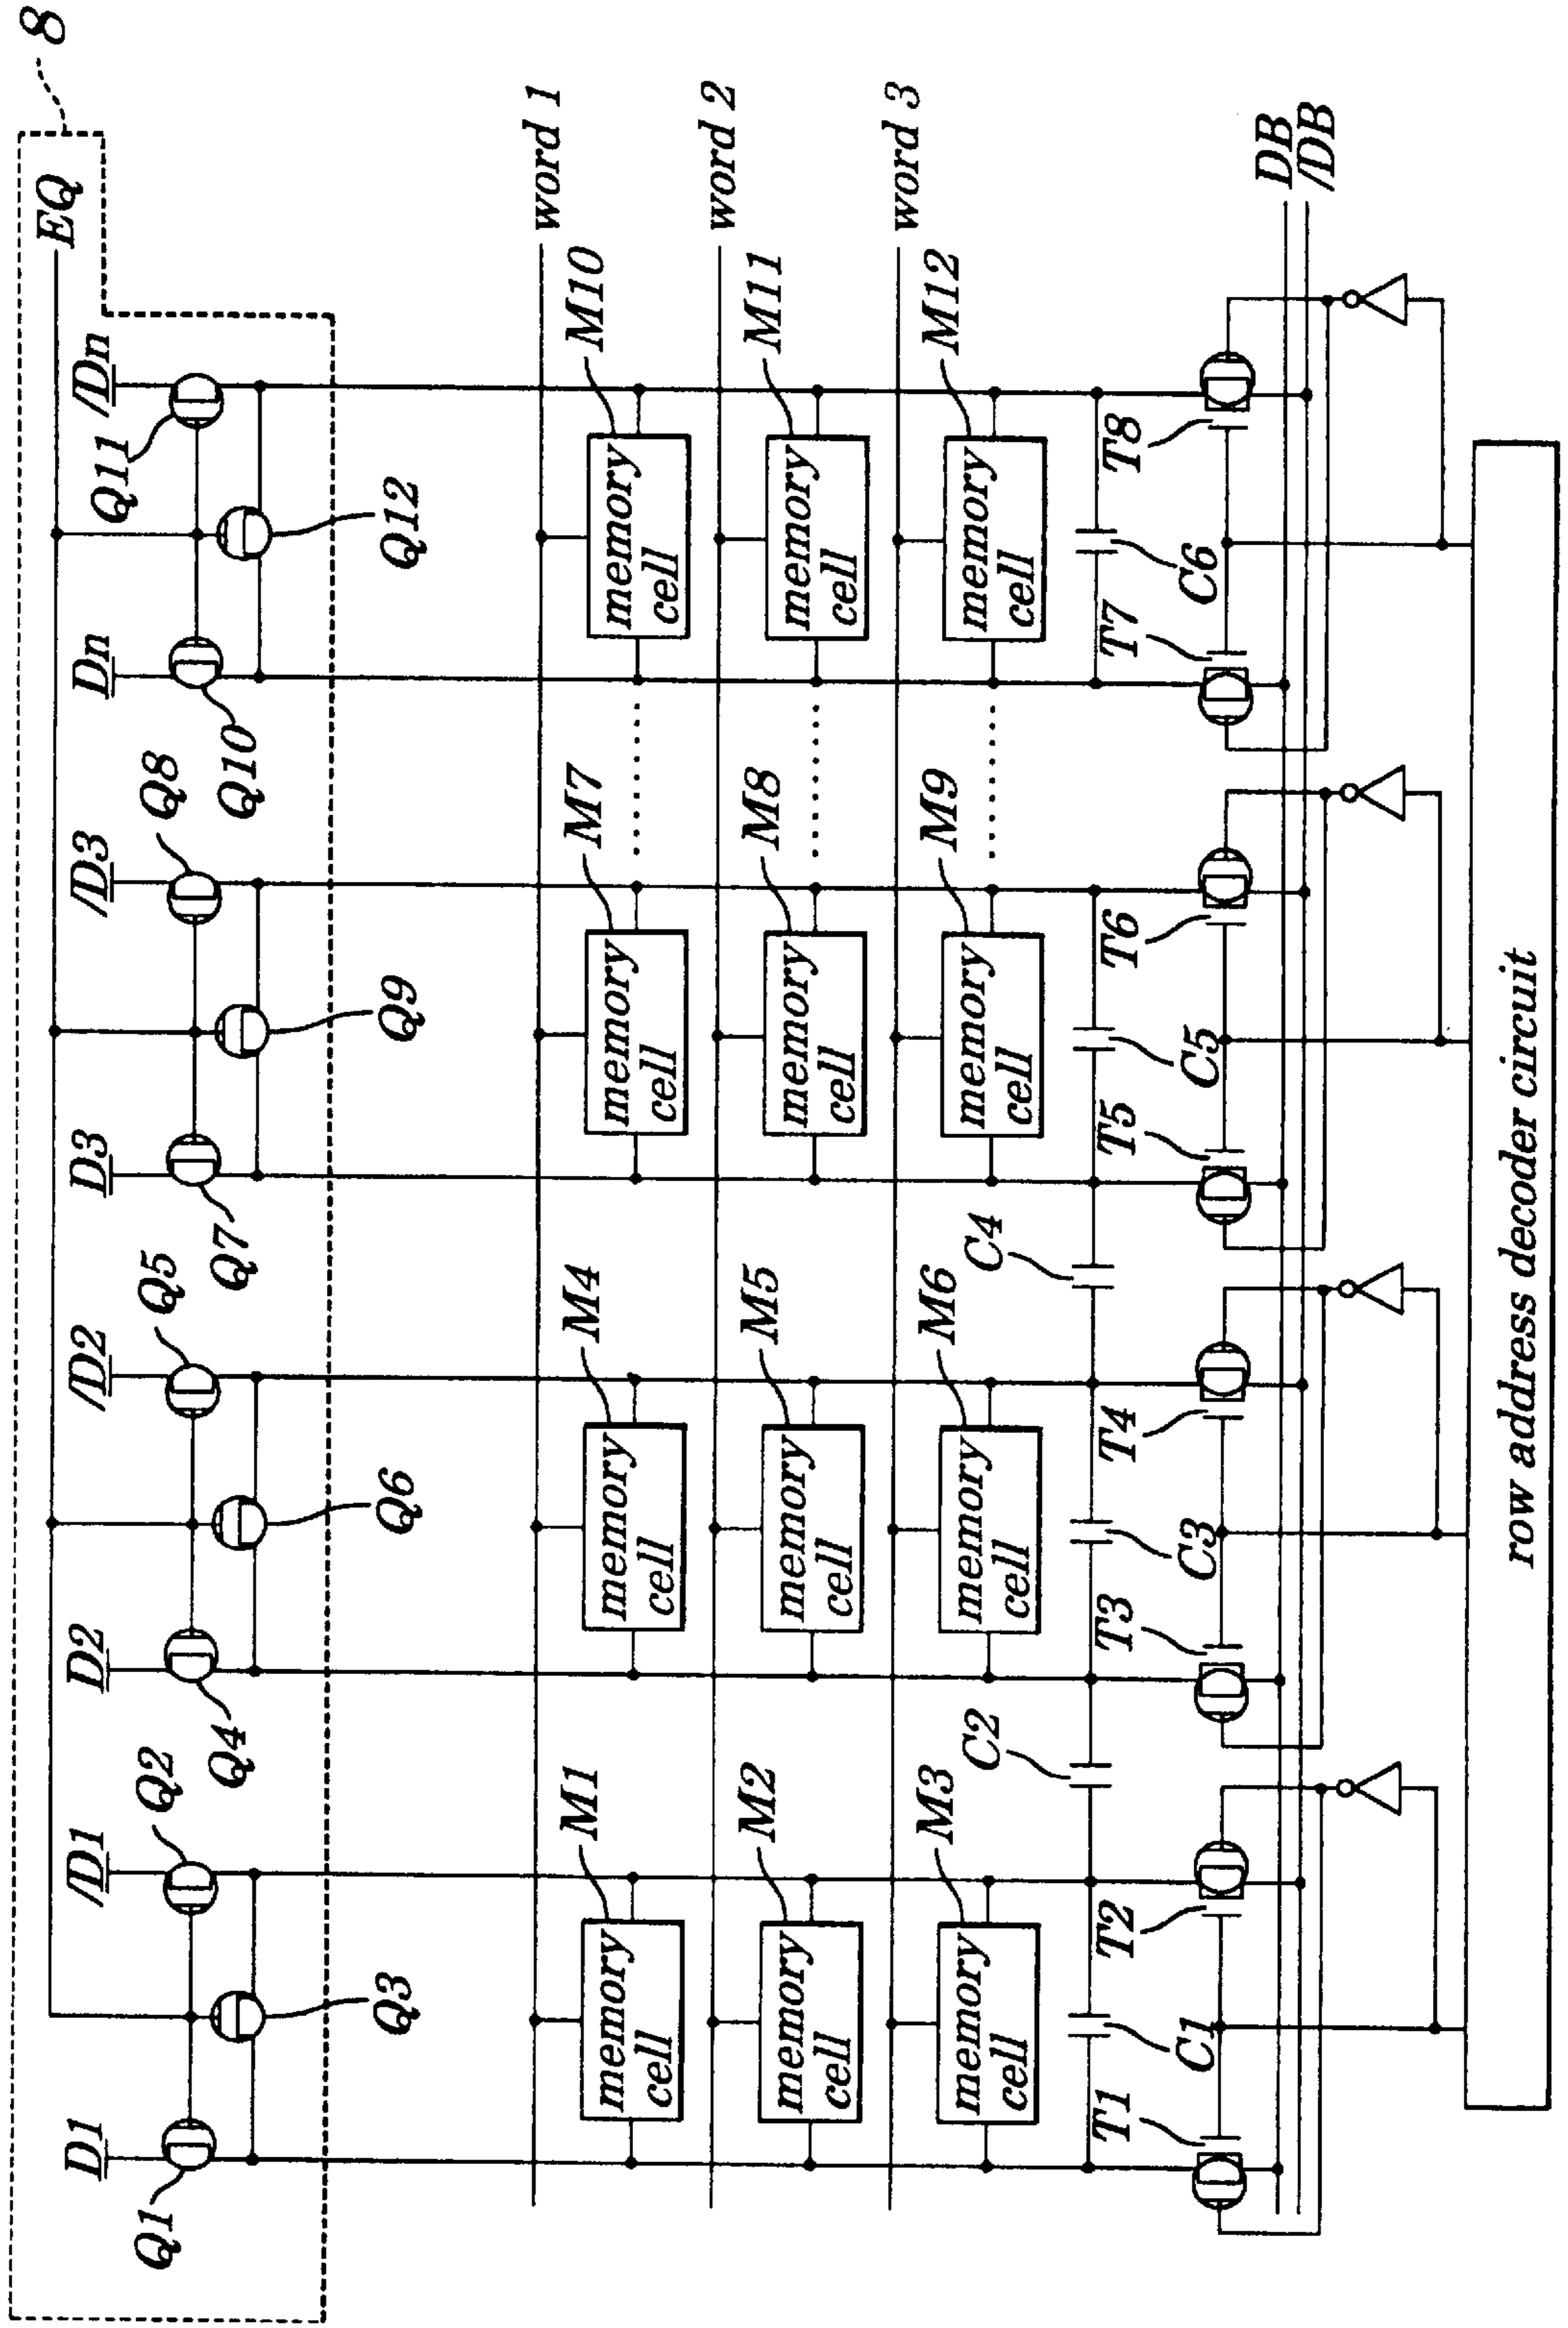 8
EQ
D1
/D1
D2
/D2
D3
/D3
Dn
/Dn
Q1
Q2
Q4
Q5
Q7
Q8
Q10
Q11
Q3
Q6
Q9
Q12
word 1
M1
M4
M7
M10
memory cell
memory cell
memory cell
memory cell
word 2
M2
M5
M8
M11
memory cell
memory cell
memory cell
memory cell
word 3
M3
M6
M9
M12
memory cell
memory cell
memory cell
memory cell
C2
C4
T1
C1
T2
T3
C3
T4
T5
C5
T6
T7
C6
T8
DB
/DB
row address decoder circuit